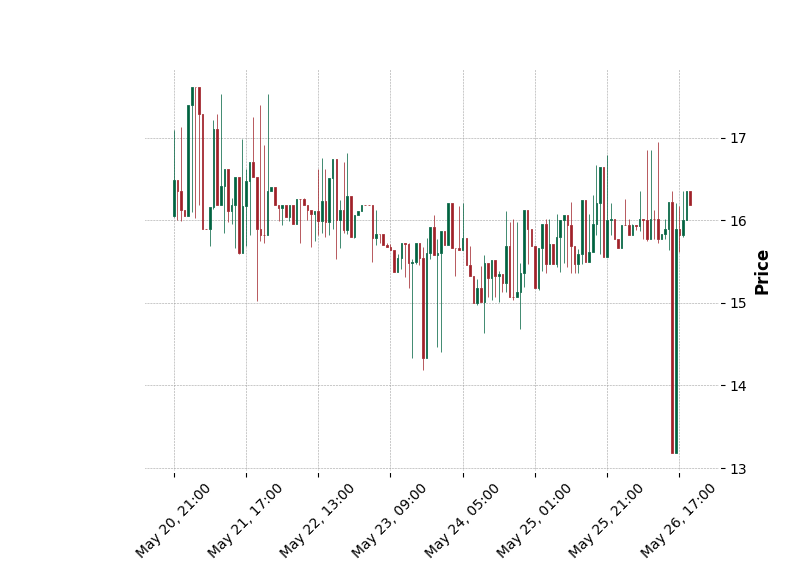 17
16
15
14
13
Price
May 20, 21:00
May 21, 17:00
May 22, 13:00
May 23, 09:00
May 24, 05:00
May 25, 01:00
May 25, 21:00
May 26, 17:00